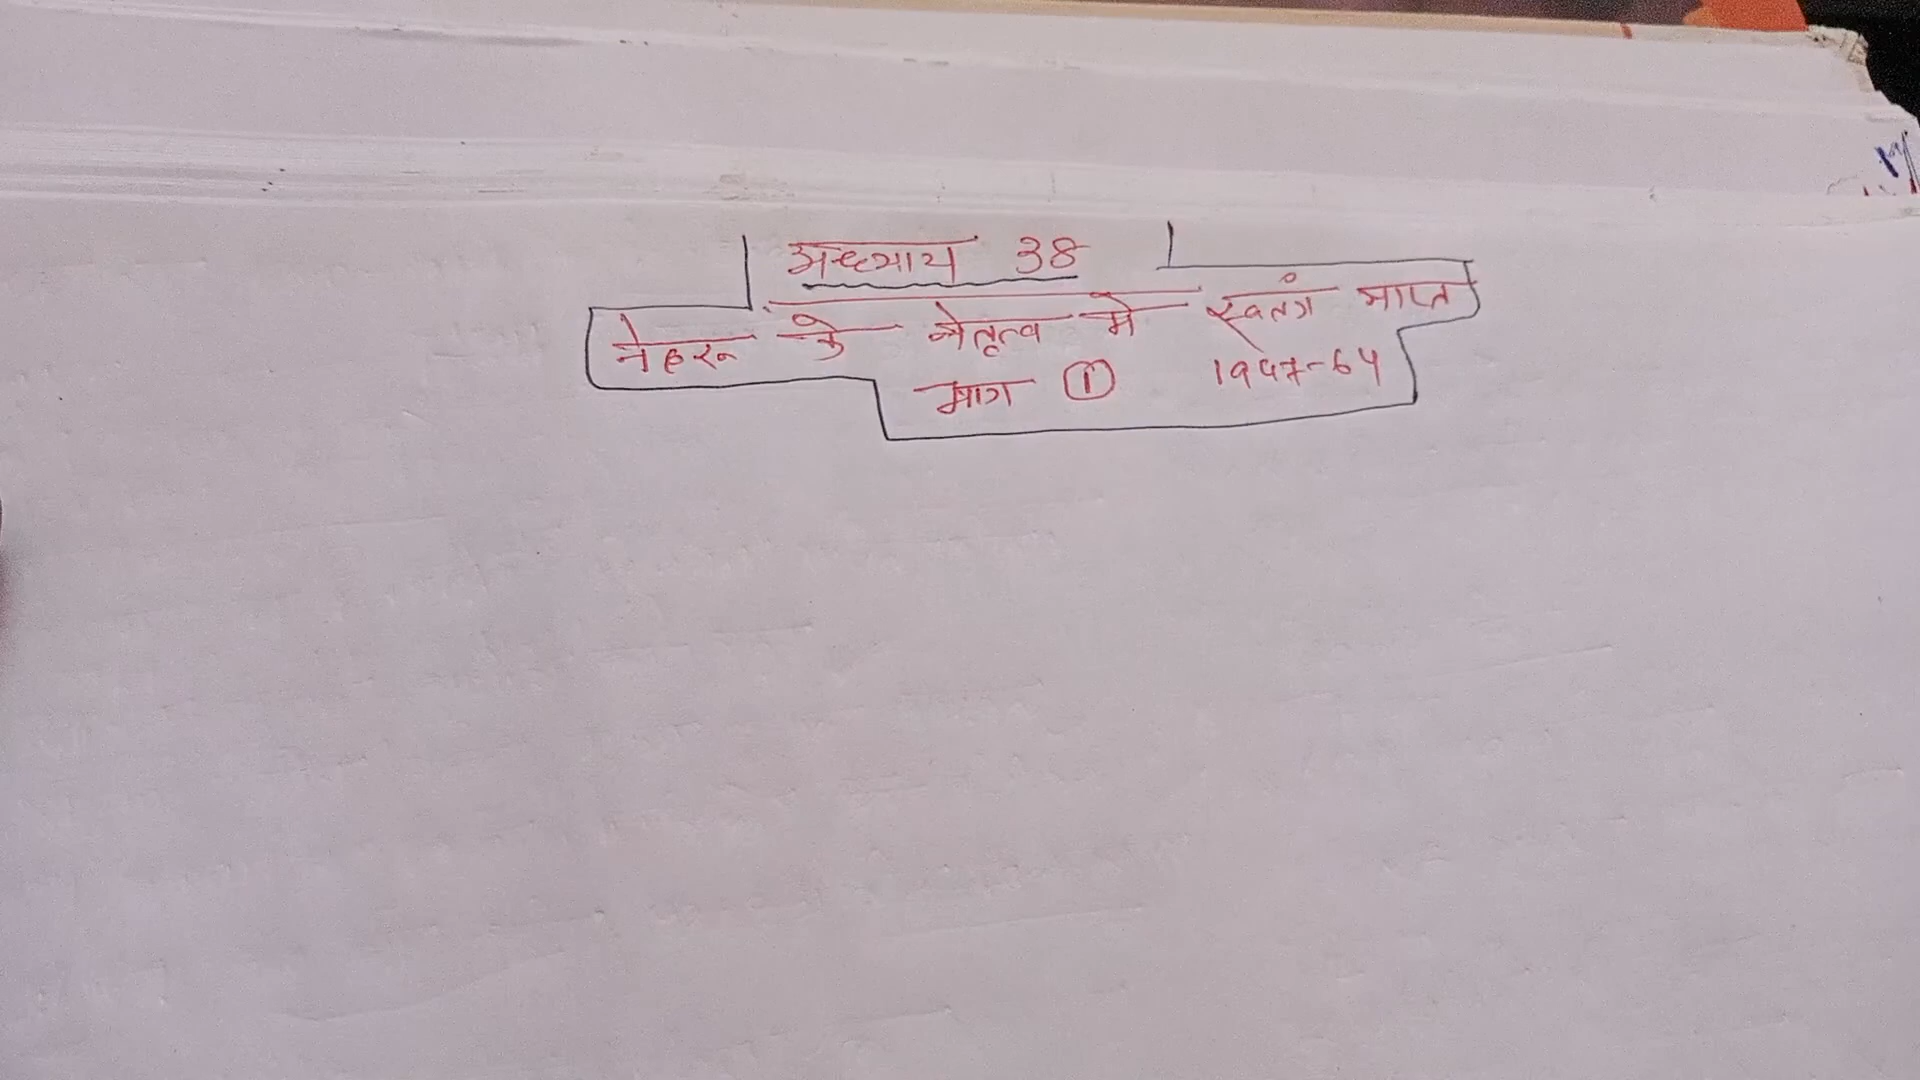 अध्याय 38
नेहरू के नेतृत्व मे स्वतंत्र भारत
भाग ① 1947-64